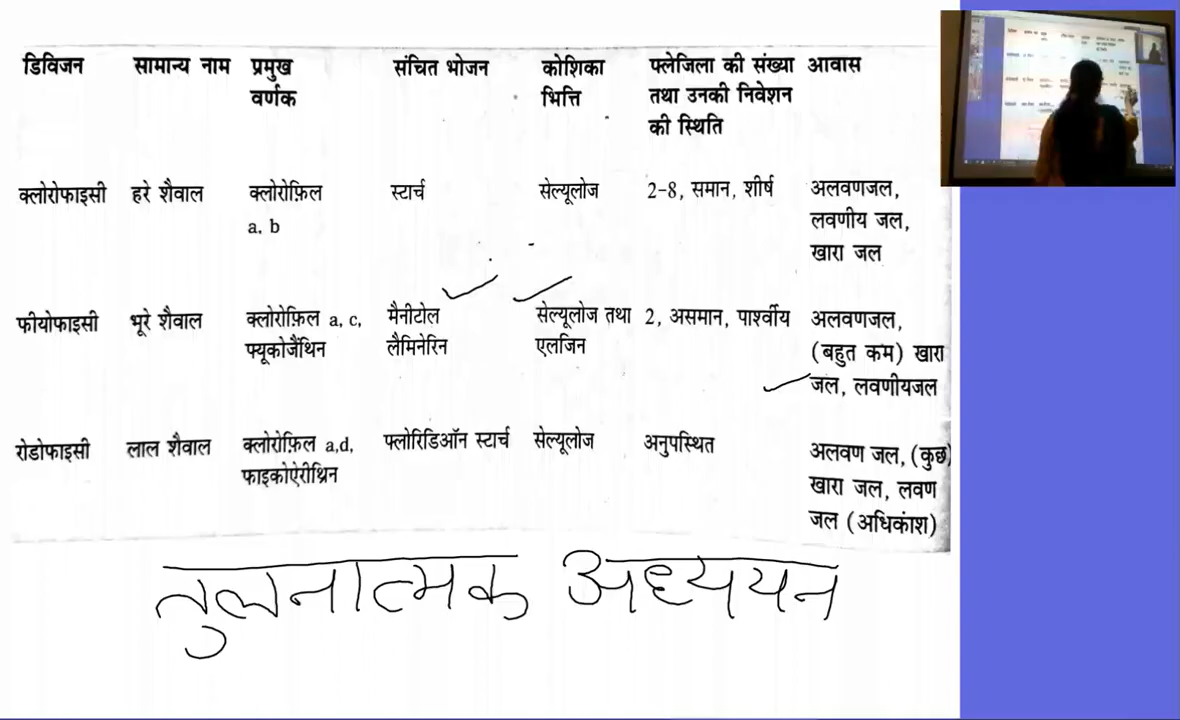 डिविजन सामान्य नाम प्रमुख वर्णक संचित भोजन कोशिका भित्ति फ्लेजिला की संख्या तथा उनकी निवेशन की स्थिति आवास
क्लोरोफाइसी हरे शैवाल क्लोरोफ़िल a, b स्टार्च सेल्यूलोज 2-8, समान, शीर्ष अलवणजल, लवणीय जल, खारा जल
फीयोफाइसी भूरे शैवाल क्लोरोफ़िल a, c, फ्यूकोजैंथिन मैनीटोल लैमिनेरिन सेल्यूलोज तथा एलजिन 2, असमान, पार्श्वीय अलवणजल, (बहुत कम) खारा जल, लवणीयजल
रोडोफाइसी लाल शैवाल क्लोरोफ़िल a,d, फाइकोऐरीथ्रिन फ्लोरिडिऑन स्टार्च सेल्यूलोज अनुपस्थित अलवण जल, (कुछ) खारा जल, लवण जल (अधिकांश)
तुलनात्मक अध्ययन